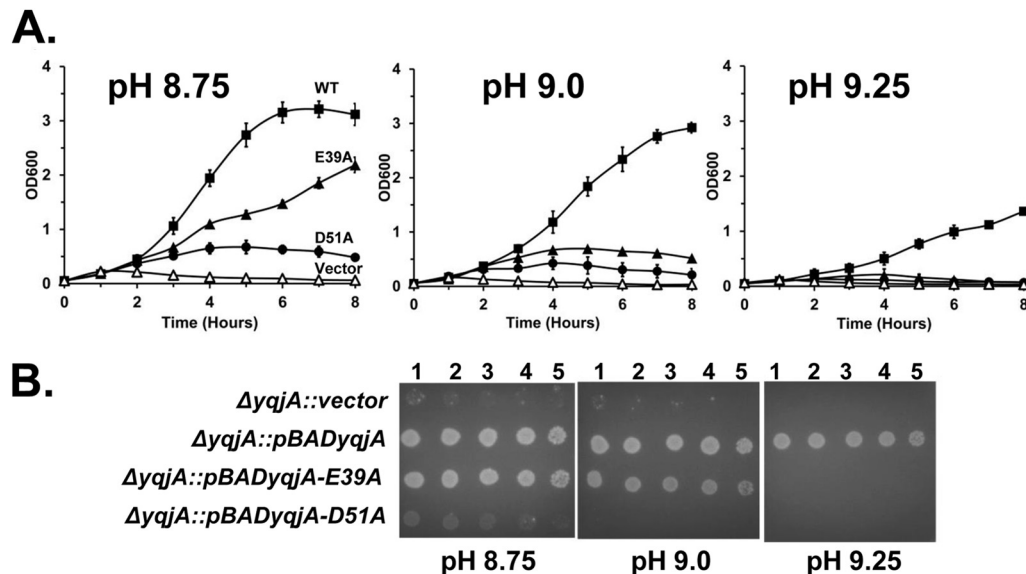 A.
pH 8.75 pH 9.0 pH 9.25
4 4 4
WT
3 3 3
E39A
OD600 OD600 OD600
2 2 2
1 1 1
D51A
Vector
0 0 0
0 2 4 6 8 0 2 4 6 8 0 2 4 6 8
Time (Hours) Time (Hours) Time (Hours)
B.
1 2 3 4 5 1 2 3 4 5 1 2 3 4 5
ΔyqjA::vector
ΔyqjA::pBADyqjA
ΔyqjA::pBADyqjA-E39A
ΔyqjA::pBADyqjA-D51A
pH 8.75 pH 9.0 pH 9.25